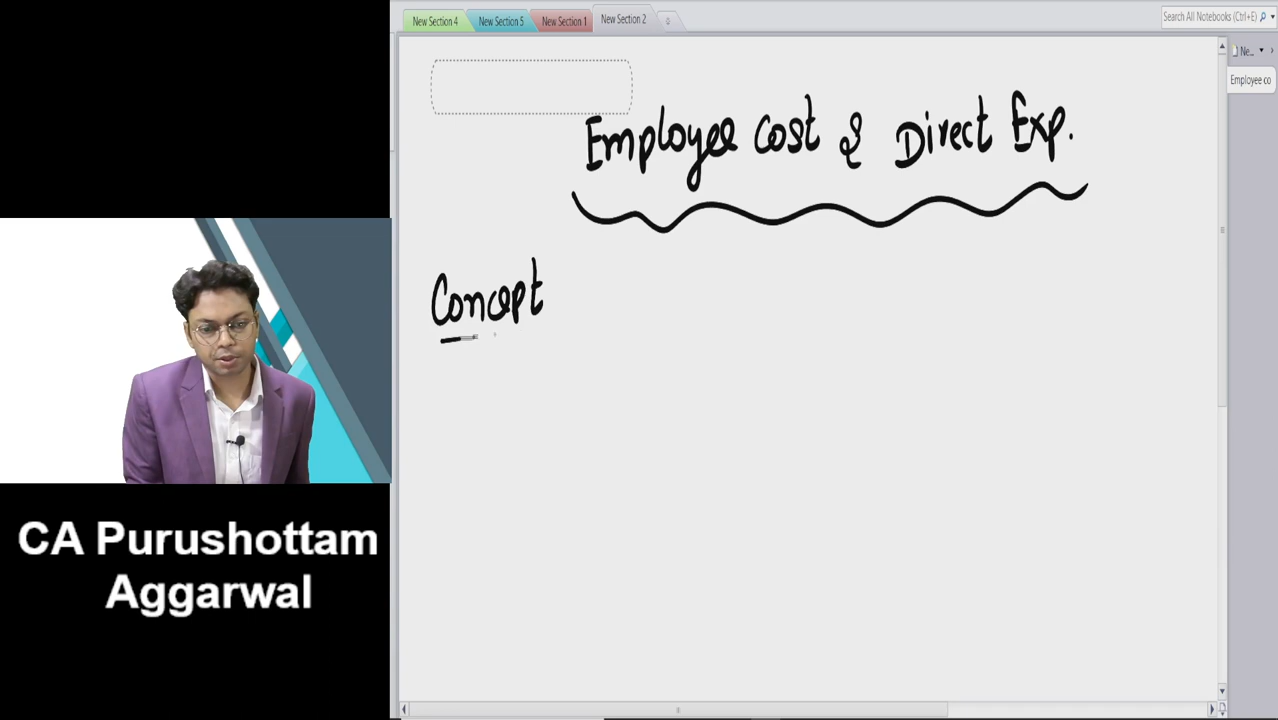 New Section 4
New Section 5
New Section 1
New Section 2
Search All Notebooks (Ctrl+E)
Ne...
Employee co
Employee Cost & Direct Exp.
Concept
CA Purushottam
Aggarwal